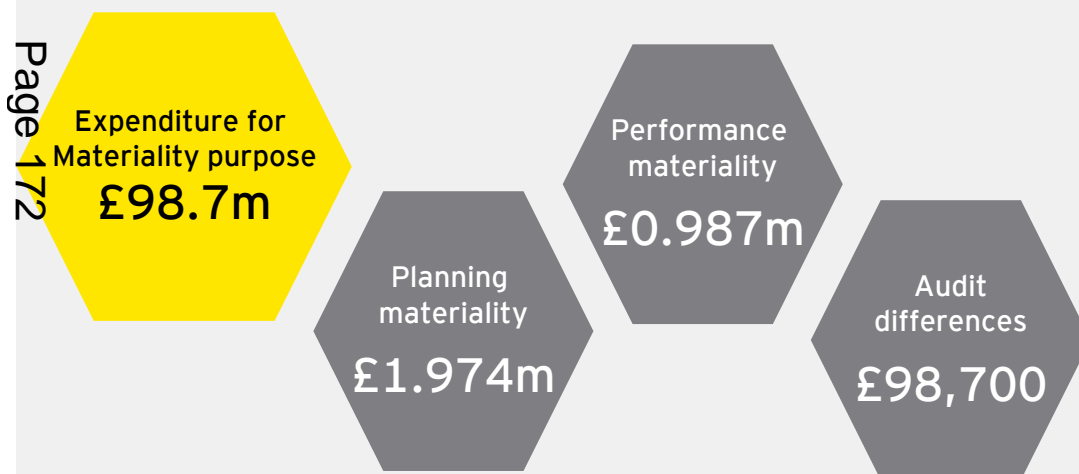 Page 172
Expenditure for
Materiality purpose
£98.7m
Planning
materiality
£1.974m
Performance
materiality
£0.987m
Audit
differences
£98,700